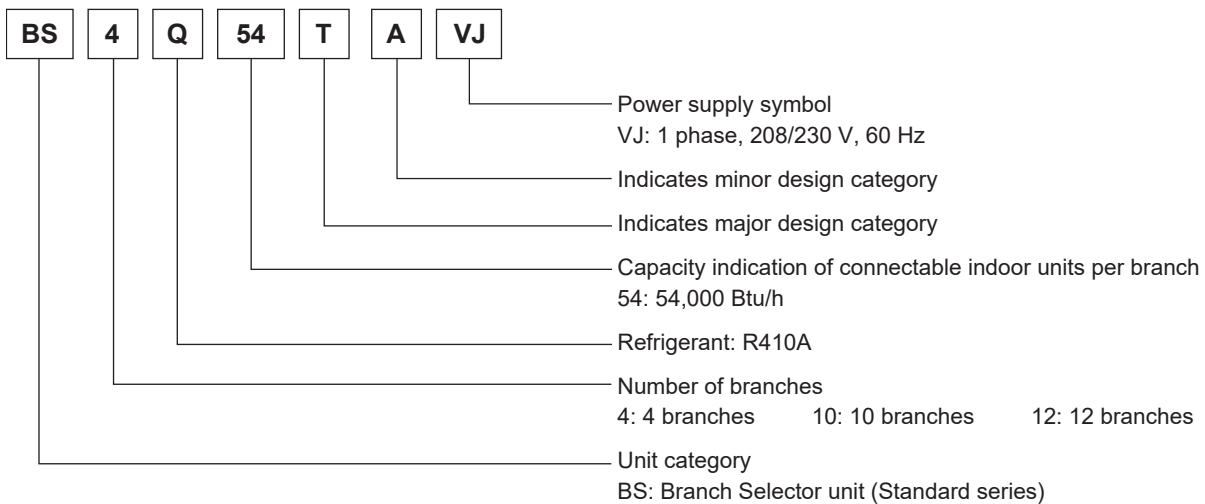 BS 4 Q 54 T A VJ
Power supply symbol
VJ: 1 phase, 208/230 V, 60 Hz
Indicates minor design category
Indicates major design category
Capacity indication of connectable indoor units per branch
54: 54,000 Btu/h
Refrigerant: R410A
Number of branches
4: 4 branches 10: 10 branches 12: 12 branches
Unit category
BS: Branch Selector unit (Standard series)